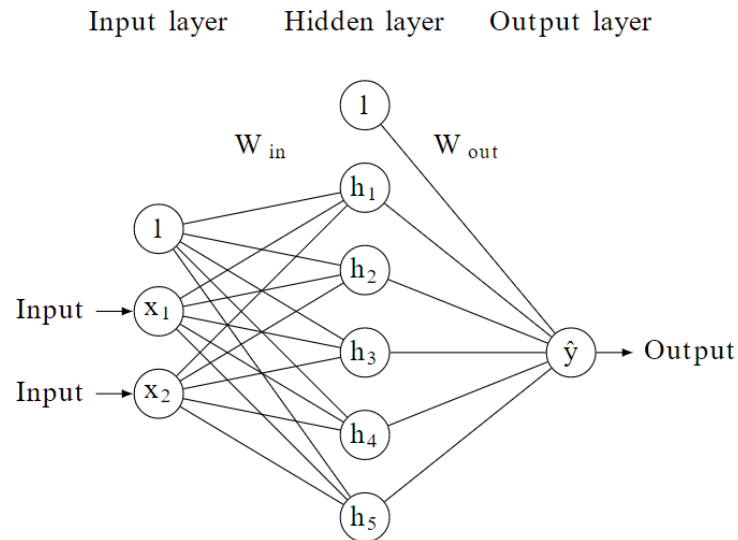 Input layer Hidden layer Output layer
1
W in W out
h1
1
h2
Input x1
h3 ŷ Output
Input x2
h4
h5